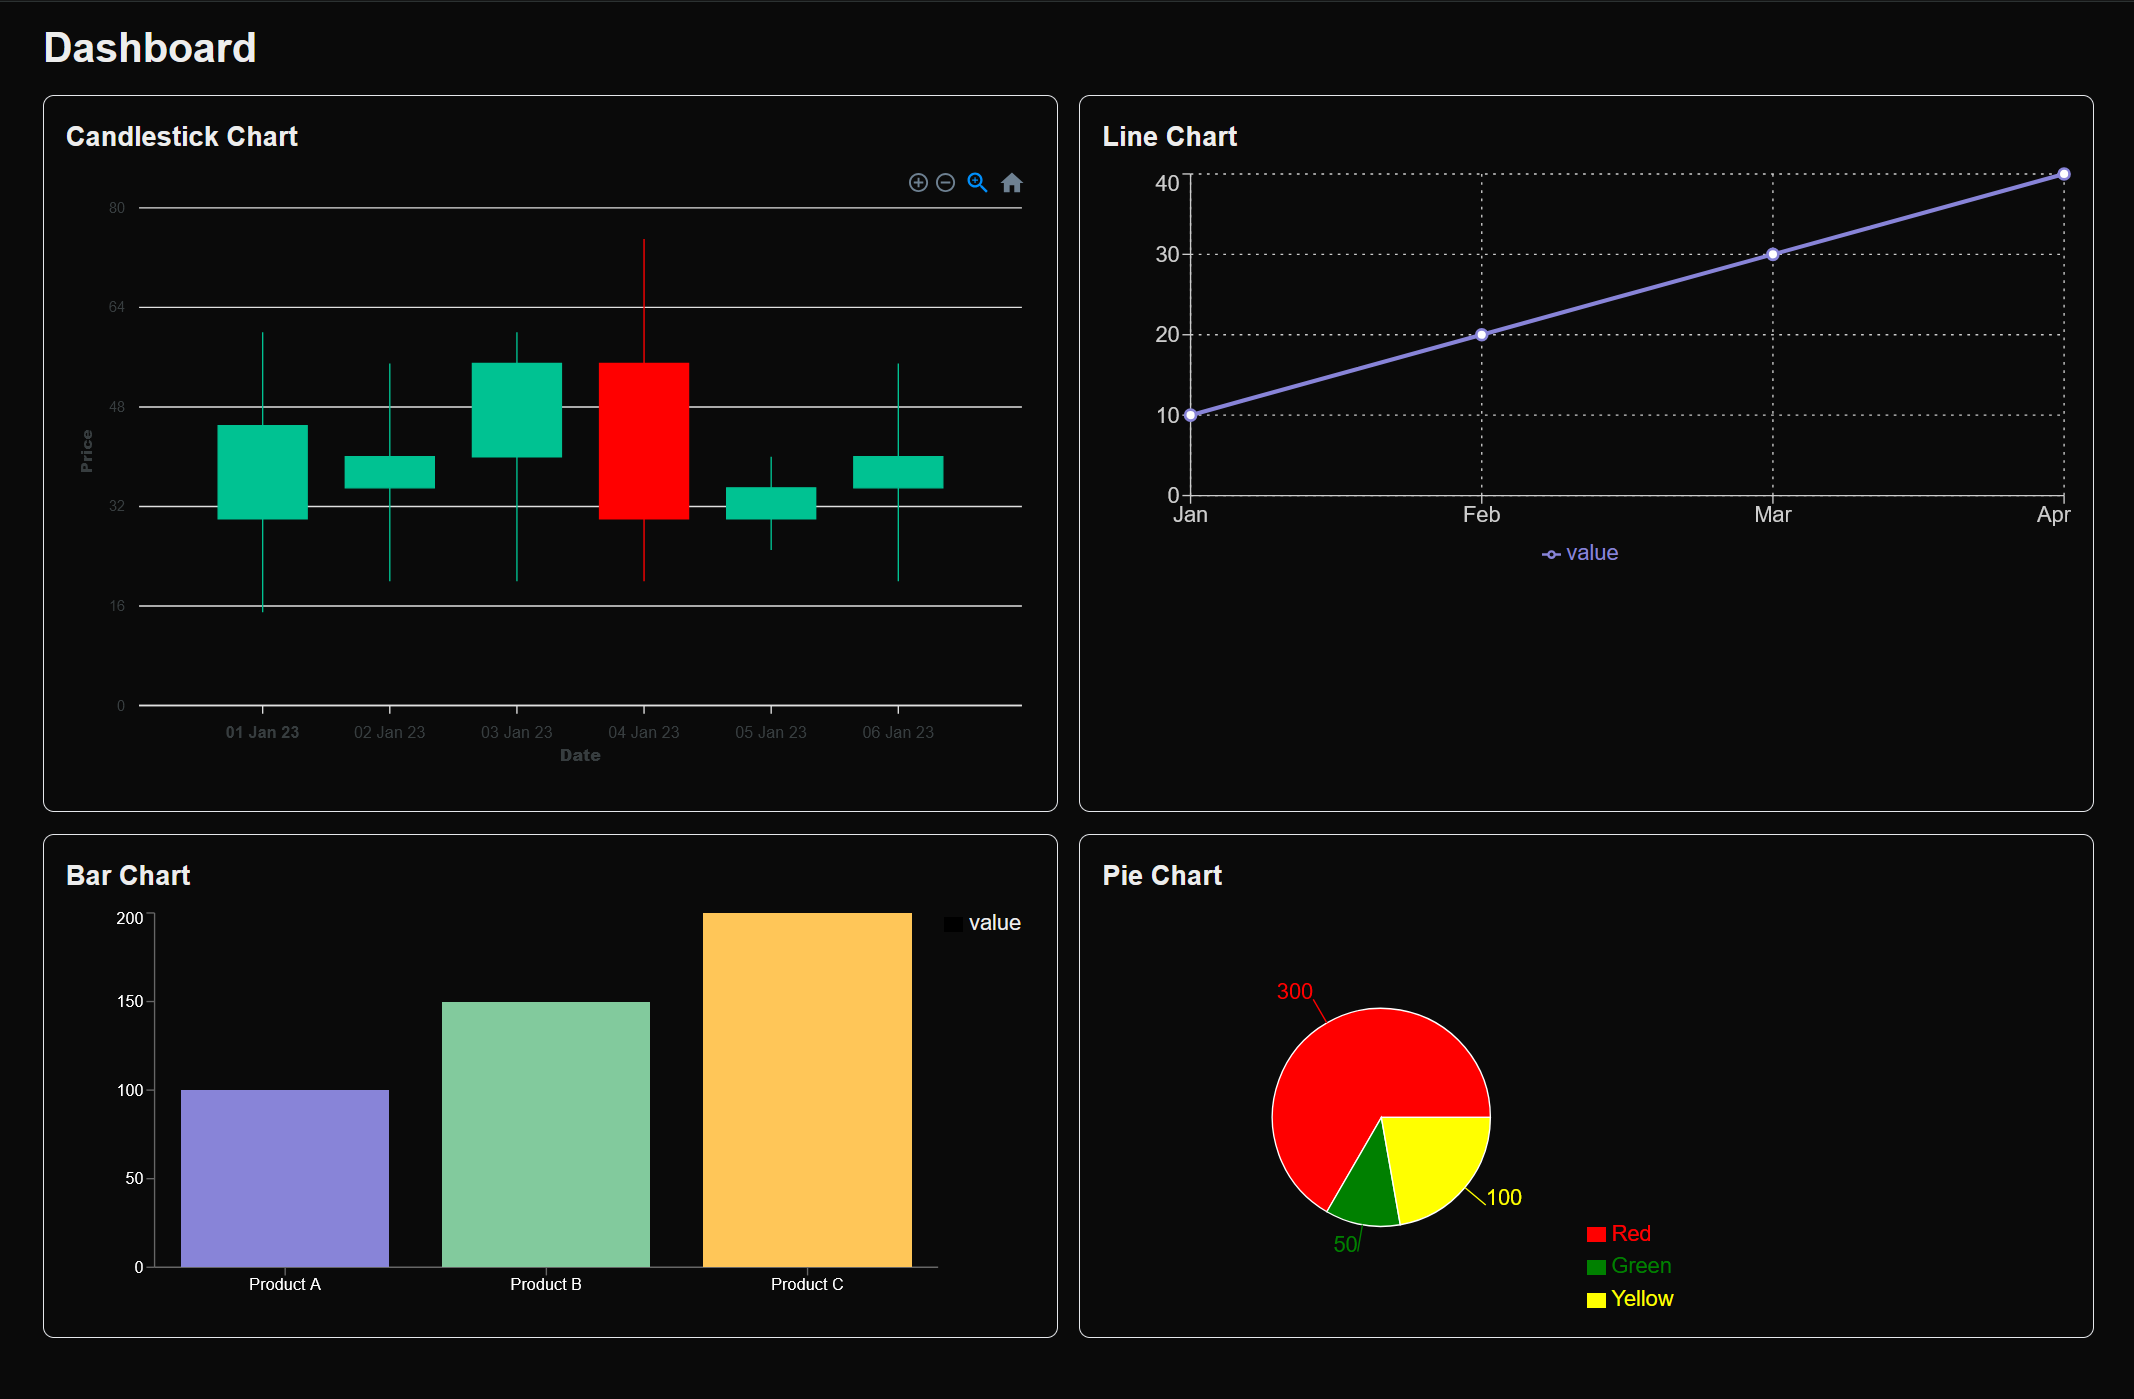 Dashboard
Candlestick Chart
80
64
48
32
16
0
Price
01 Jan 23
02 Jan 23
03 Jan 23
04 Jan 23
05 Jan 23
06 Jan 23
Date
Line Chart
40
30
20
10
0
Jan
Feb
Mar
Apr
value
Bar Chart
200
150
100
50
0
Product A
Product B
Product C
value
Pie Chart
300
100
50
Red
Green
Yellow